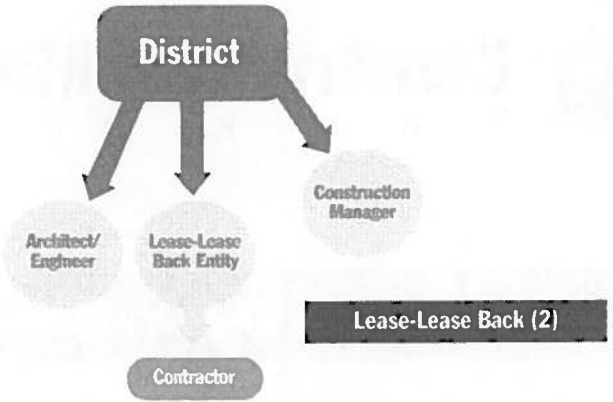 District
Construction
Manager
Architect/
Engineer
Lease-Lease
Back Entity
Lease-Lease Back (2)
Contractor